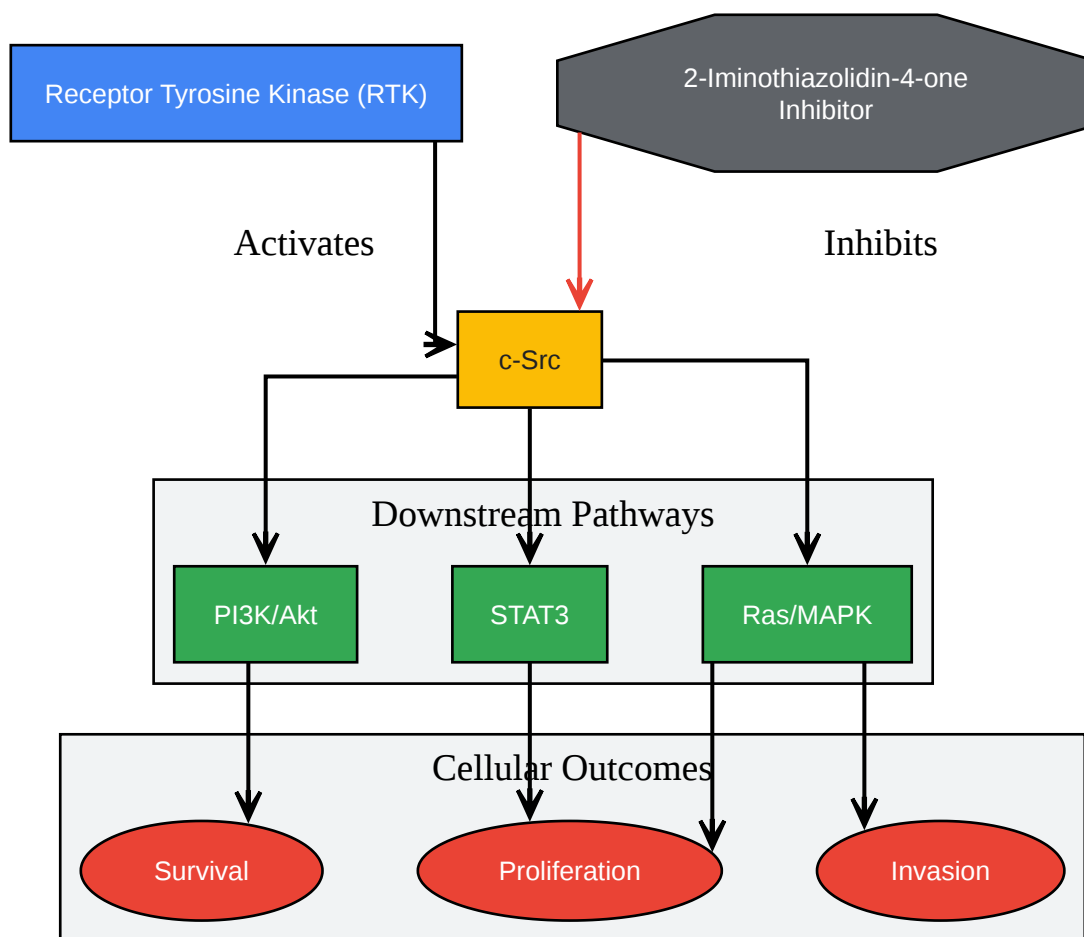 Receptor Tyrosine Kinase (RTK)
2-Iminothiazolidin-4-one
Inhibitor
Activates
Inhibits
c-Src
Downstream Pathways
PI3K/Akt
STAT3
Ras/MAPK
Cellular Outcomes
Survival
Proliferation
Invasion